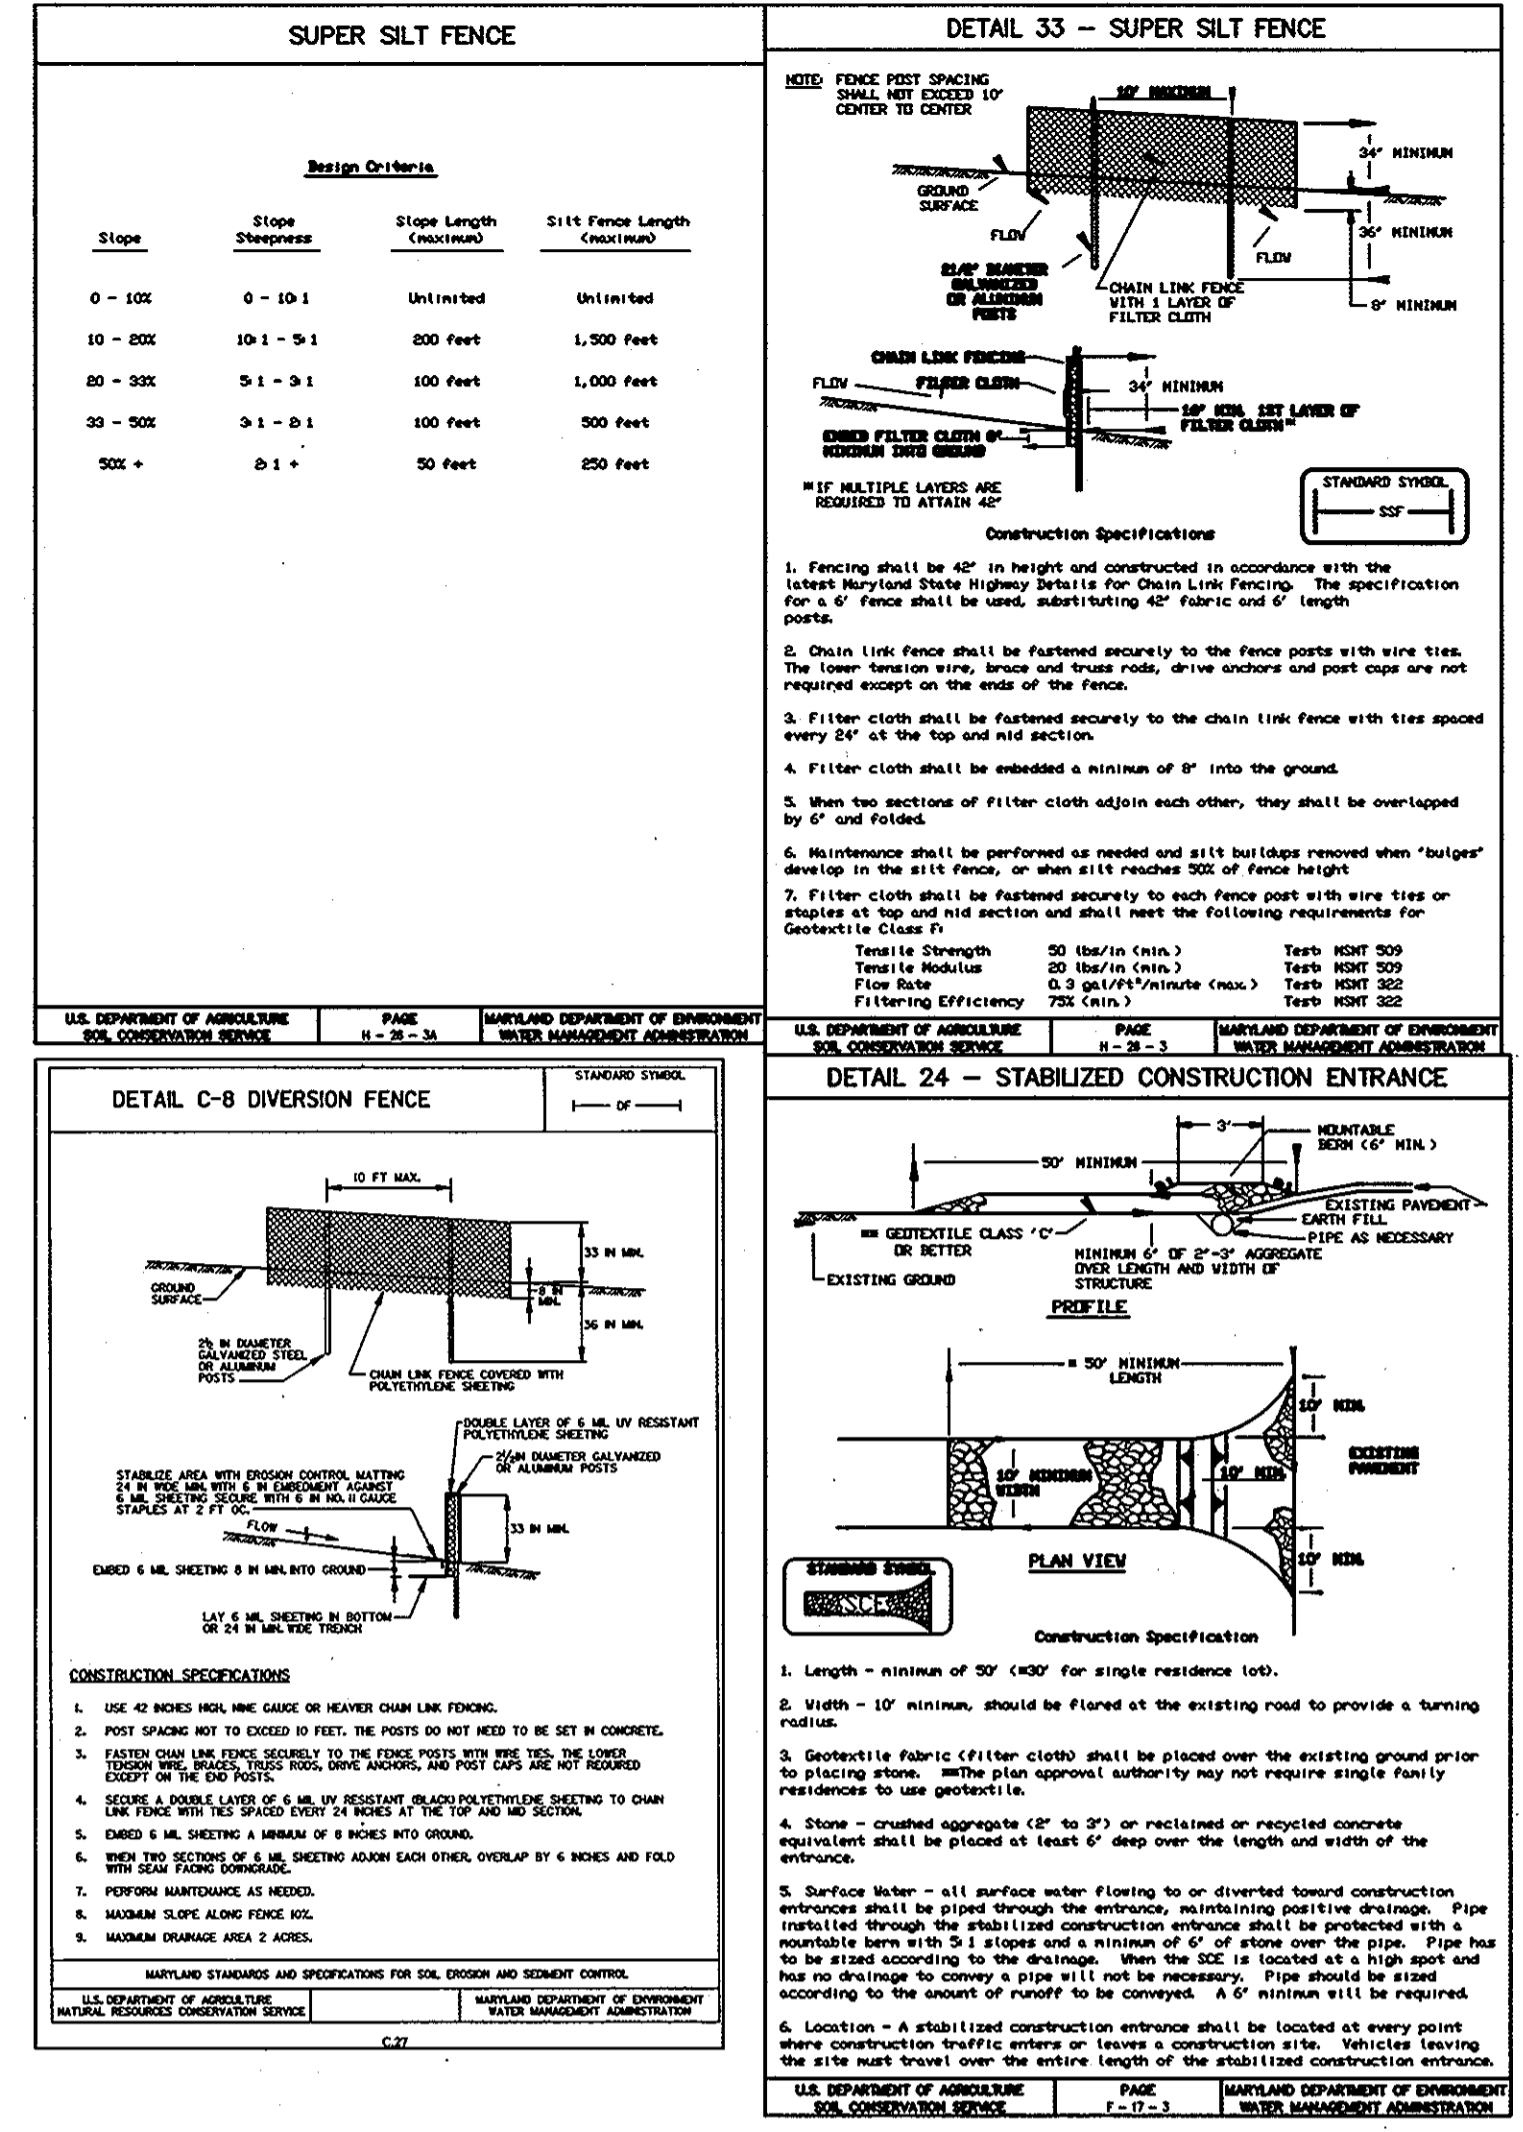 SUPER SILT FENCE
Design Criteria
Slope
Slope Steepness
Slope Length (maximum)
Silt Fence Length (maximum)
0 - 10% 0 - 10:1 Unlimited Unlimited
10 - 20% 10:1 - 5:1 200 feet 1,500 feet
20 - 33% 5:1 - 3:1 100 feet 1,000 feet
33 - 50% 3:1 - 2:1 100 feet 500 feet
50% + 2:1 + 50 feet 250 feet
U.S. DEPARTMENT OF AGRICULTURE
SOIL CONSERVATION SERVICE
PAGE
H - 26 - 3A
MARYLAND DEPARTMENT OF ENVIRONMENT
WATER MANAGEMENT ADMINISTRATION
DETAIL 33 - SUPER SILT FENCE
NOTE: FENCE POST SPACING
SHALL NOT EXCEED 10'
CENTER TO CENTER
10' MAXIMUM
34" MINIMUM
GROUND
SURFACE
36" MINIMUM
FLOW
FLOW
21/2" DIAMETER
GALVANIZED
OR ALUMINUM
POSTS
CHAIN LINK FENCE
WITH 1 LAYER OF
FILTER CLOTH
8" MINIMUM
CHAIN LINK FENCING
FLOW
FILTER CLOTH
34" MINIMUM
16" MIN. 1ST LAYER OF
FILTER CLOTH*
EMBED FILTER CLOTH 8"
MINIMUM INTO GROUND
*IF MULTIPLE LAYERS ARE
REQUIRED TO ATTAIN 42"
STANDARD SYMBOL
SSF
Construction Specifications
1. Fencing shall be 42" in height and constructed in accordance with the
latest Maryland State Highway Details for Chain Link Fencing. The specification
for a 6' fence shall be used, substituting 42" fabric and 6' length
posts.
2. Chain link fence shall be fastened securely to the fence posts with wire ties.
The lower tension wire, brace and truss rods, drive anchors and post caps are not
required except on the ends of the fence.
3. Filter cloth shall be fastened securely to the chain link fence with ties spaced
every 24" at the top and mid section.
4. Filter cloth shall be embedded a minimum of 8" into the ground.
5. When two sections of filter cloth adjoin each other, they shall be overlapped
by 6" and folded.
6. Maintenance shall be performed as needed and silt buildups removed when "bulges"
develop in the silt fence, or when silt reaches 50% of fence height
7. Filter cloth shall be fastened securely to each fence post with wire ties or
staples at top and mid section and shall meet the following requirements for
Geotextile Class F:
Tensile Strength 50 lbs/in (min.) Test: MSMT 509
Tensile Modulus 20 lbs/in (min.) Test: MSMT 509
Flow Rate 0.3 gal/ft²/minute (max.) Test: MSMT 322
Filtering Efficiency 75% (min.) Test: MSMT 322
U.S. DEPARTMENT OF AGRICULTURE
SOIL CONSERVATION SERVICE
PAGE
H - 26 - 3
MARYLAND DEPARTMENT OF ENVIRONMENT
WATER MANAGEMENT ADMINISTRATION
DETAIL C-8 DIVERSION FENCE
STANDARD SYMBOL
DF
10 FT MAX.
33 IN MIN.
GROUND
SURFACE
8 IN
MIN.
36 IN MIN.
2½ IN DIAMETER
GALVANIZED STEEL
OR ALUMINUM
POSTS
CHAIN LINK FENCE COVERED WITH
POLYETHYLENE SHEETING
DOUBLE LAYER OF 6 MIL UV RESISTANT
POLYETHYLENE SHEETING
2½IN DIAMETER GALVANIZED
OR ALUMINUM POSTS
STABILIZE AREA WITH EROSION CONTROL MATTING
24 IN WIDE MIN. WITH 6 IN EMBEDMENT AGAINST
6 MIL SHEETING SECURE WITH 6 IN NO. 11 GAUGE
STAPLES AT 2 FT OC.
FLOW
33 IN MIN.
EMBED 6 MIL SHEETING 8 IN MIN. INTO GROUND
LAY 6 MIL SHEETING IN BOTTOM
OR 24 IN MIN. WIDE TRENCH
CONSTRUCTION SPECIFICATIONS
1. USE 42 INCHES HIGH, NINE GAUGE OR HEAVIER CHAIN LINK FENCING.
2. POST SPACING NOT TO EXCEED 10 FEET. THE POSTS DO NOT NEED TO BE SET IN CONCRETE.
3. FASTEN CHAN LINK FENCE SECURELY TO THE FENCE POSTS WITH WIRE TIES. THE LOWER
TENSION WIRE, BRACES, TRUSS RODS, DRIVE ANCHORS, AND POST CAPS ARE NOT REQUIRED
EXCEPT ON THE END POSTS.
4. SECURE A DOUBLE LAYER OF 6 MIL UV RESISTANT (BLACK) POLYETHYLENE SHEETING TO CHAIN
LINK FENCE WITH TIES SPACED EVERY 24 INCHES AT THE TOP AND MID SECTION.
5. EMBED 6 MIL SHEETING A MINIMUM OF 8 INCHES INTO GROUND.
6. WHEN TWO SECTIONS OF 6 MIL SHEETING ADJOIN EACH OTHER, OVERLAP BY 6 INCHES AND FOLD
WITH SEAM FACING DOWNGRADE.
7. PERFORM MAINTENANCE AS NEEDED.
8. MAXIMUM SLOPE ALONG FENCE 10%.
9. MAXIMUM DRAINAGE AREA 2 ACRES.
MARYLAND STANDARDS AND SPECIFICATIONS FOR SOIL EROSION AND SEDIMENT CONTROL
U.S. DEPARTMENT OF AGRICULTURE
NATURAL RESOURCES CONSERVATION SERVICE
MARYLAND DEPARTMENT OF ENVIRONMENT
WATER MANAGEMENT ADMINISTRATION
C.27
DETAIL 24 - STABILIZED CONSTRUCTION ENTRANCE
3'
MOUNTABLE
BERM (6" MIN.)
50' MINIMUM
EXISTING PAVEMENT
EARTH FILL
PIPE AS NECESSARY
** GEOTEXTILE CLASS 'C'
OR BETTER
MINIMUM 6" OF 2"-3" AGGREGATE
OVER LENGTH AND WIDTH OF
STRUCTURE
EXISTING GROUND
PROFILE
* 50' MINIMUM
LENGTH
10' MIN.
EXISTING
PAVEMENT
10' MINIMUM
WIDTH
10' MIN.
10' MIN.
PLAN VIEW
STANDARD SYMBOL
SCE
Construction Specification
1. Length - minimum of 50' (*30' for single residence lot).
2. Width - 10' minimum, should be flared at the existing road to provide a turning
radius.
3. Geotextile fabric (filter cloth) shall be placed over the existing ground prior
to placing stone. **The plan approval authority may not require single family
residences to use geotextile.
4. Stone - crushed aggregate (2" to 3") or reclaimed or recycled concrete
equivalent shall be placed at least 6" deep over the length and width of the
entrance.
5. Surface Water - all surface water flowing to or diverted toward construction
entrances shall be piped through the entrance, maintaining positive drainage. Pipe
installed through the stabilized construction entrance shall be protected with a
mountable berm with 5:1 slopes and a minimum of 6" of stone over the pipe. Pipe has
to be sized according to the drainage. When the SCE is located at a high spot and
has no drainage to convey a pipe will not be necessary. Pipe should be sized
according to the amount of runoff to be conveyed. A 6" minimum will be required.
6. Location - A stabilized construction entrance shall be located at every point
where construction traffic enters or leaves a construction site. Vehicles leaving
the site must travel over the entire length of the stabilized construction entrance.
U.S. DEPARTMENT OF AGRICULTURE
SOIL CONSERVATION SERVICE
PAGE
F - 17 - 3
MARYLAND DEPARTMENT OF ENVIRONMENT
WATER MANAGEMENT ADMINISTRATION